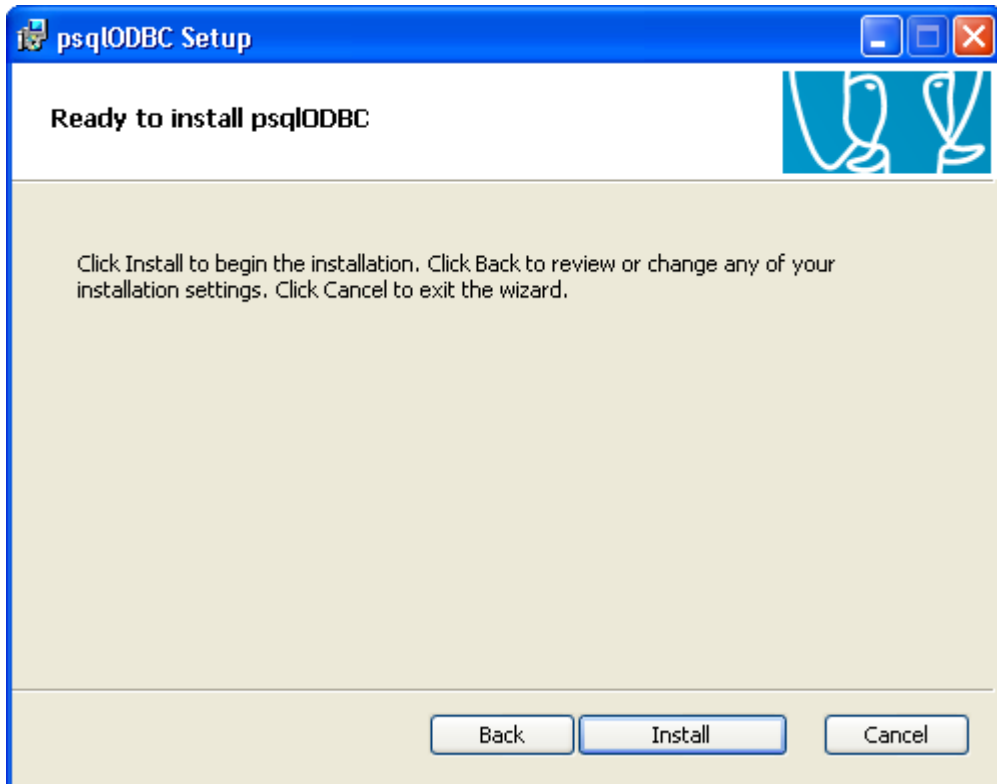 psqlODBC Setup
Ready to install psqlODBC
Click Install to begin the installation. Click Back to review or change any of your
installation settings. Click Cancel to exit the wizard.
Back
Install
Cancel